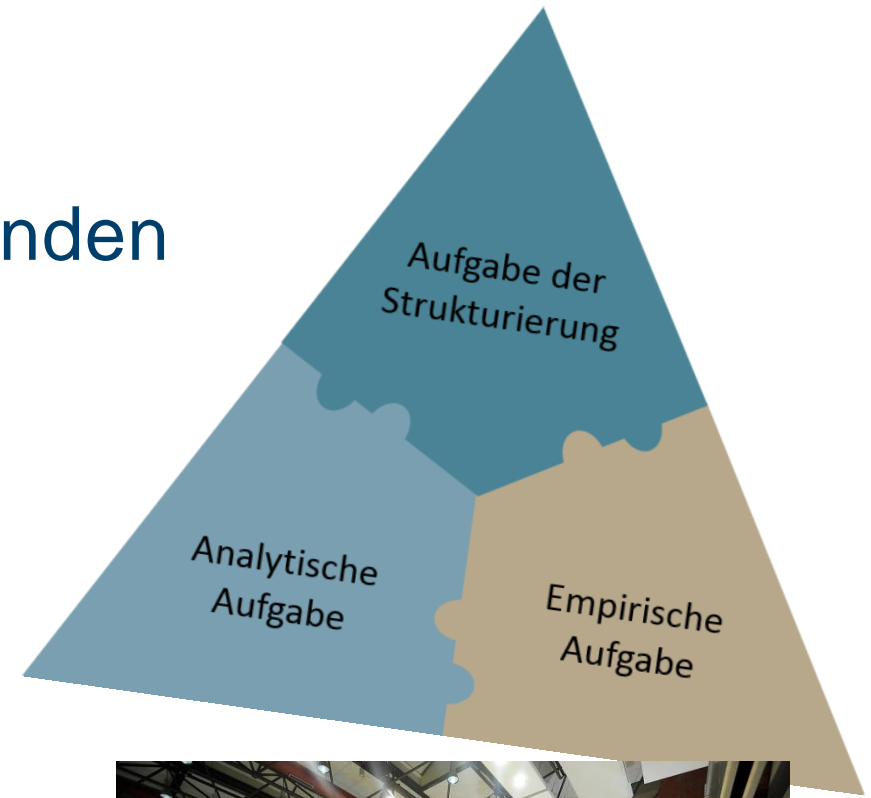 nden
Aufgabe der
Strukturierung
Analytische
Aufgabe
Empirische
Aufgabe